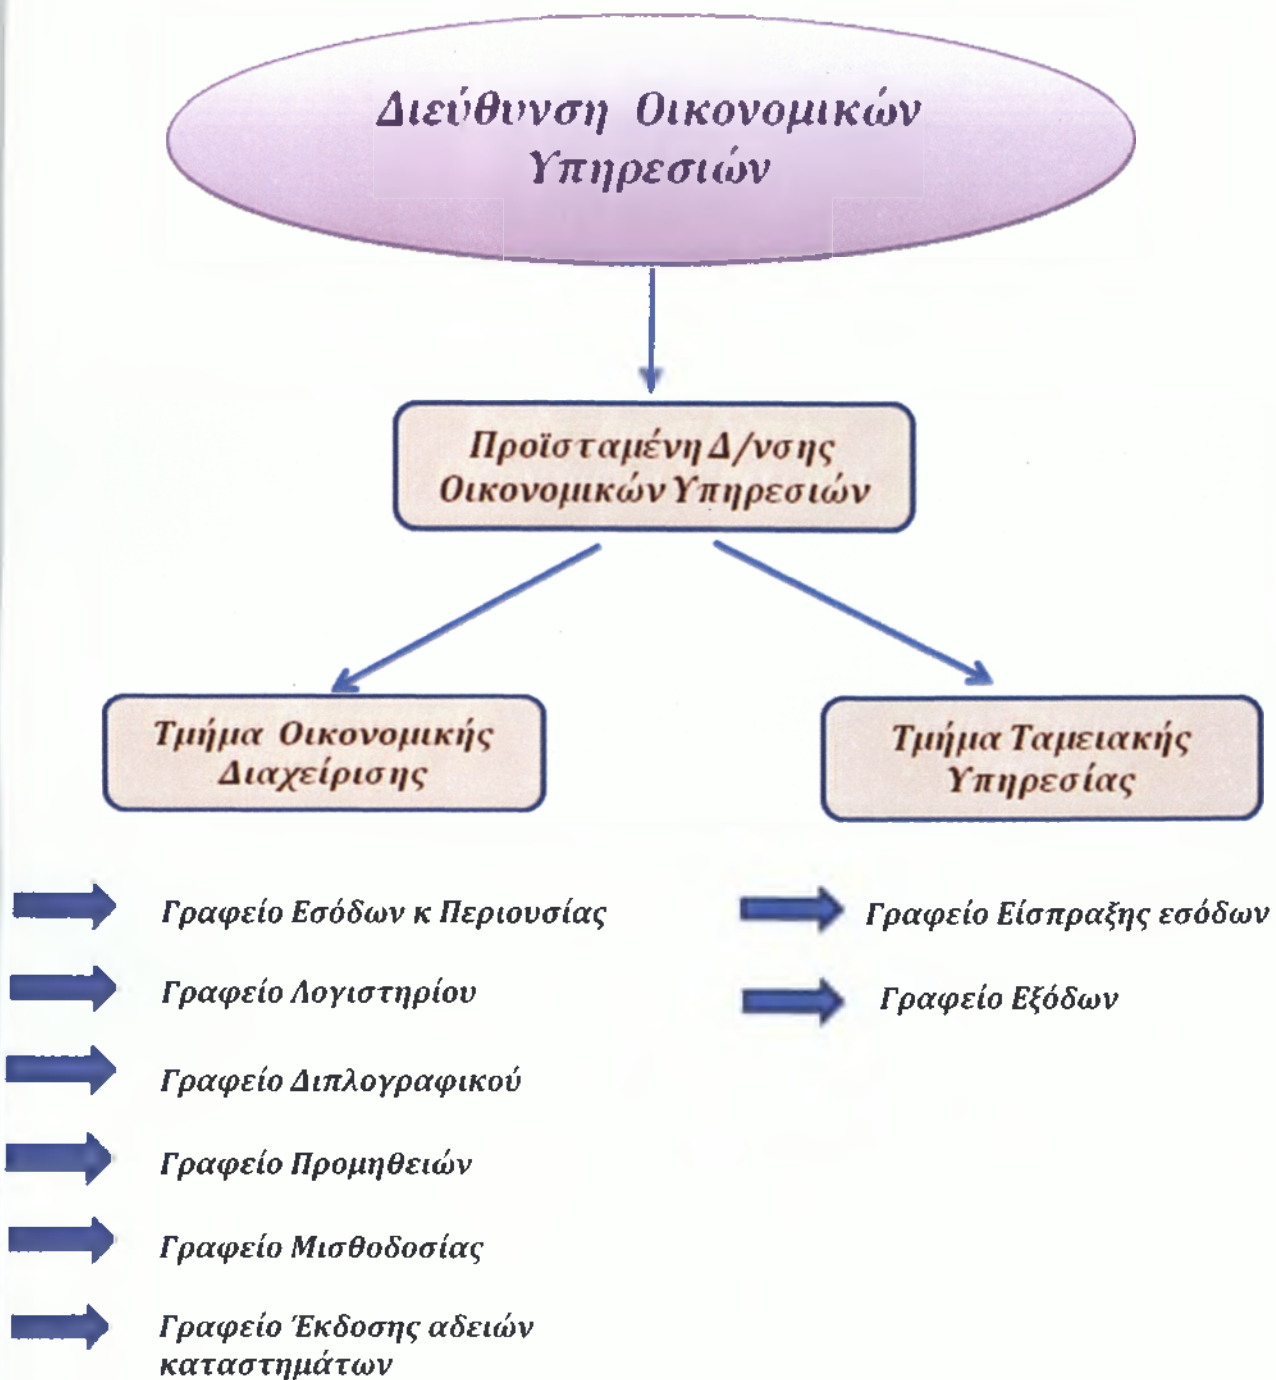 Διεύθυνση Οικονομικών
Υπηρεσιών
Προϊσταμένη Δ/νσης
Οικονομικών Υπηρεσιών
Τμήμα Οικονομικής
Διαχείρισης
Γραφείο Εσόδων κ Περιουσίας
Γραφείο Λογιστηρίου
Γραφείο Διπλογραφικού
Γραφείο Προμηθειών
Γραφείο Μισθοδοσίας
Γραφείο Έκδοσης αδειών
καταστημάτων
Τμήμα Ταμειακής
Υπηρεσίας
Γραφείο Είσπραξης εσόδων
Γραφείο Εξόδων